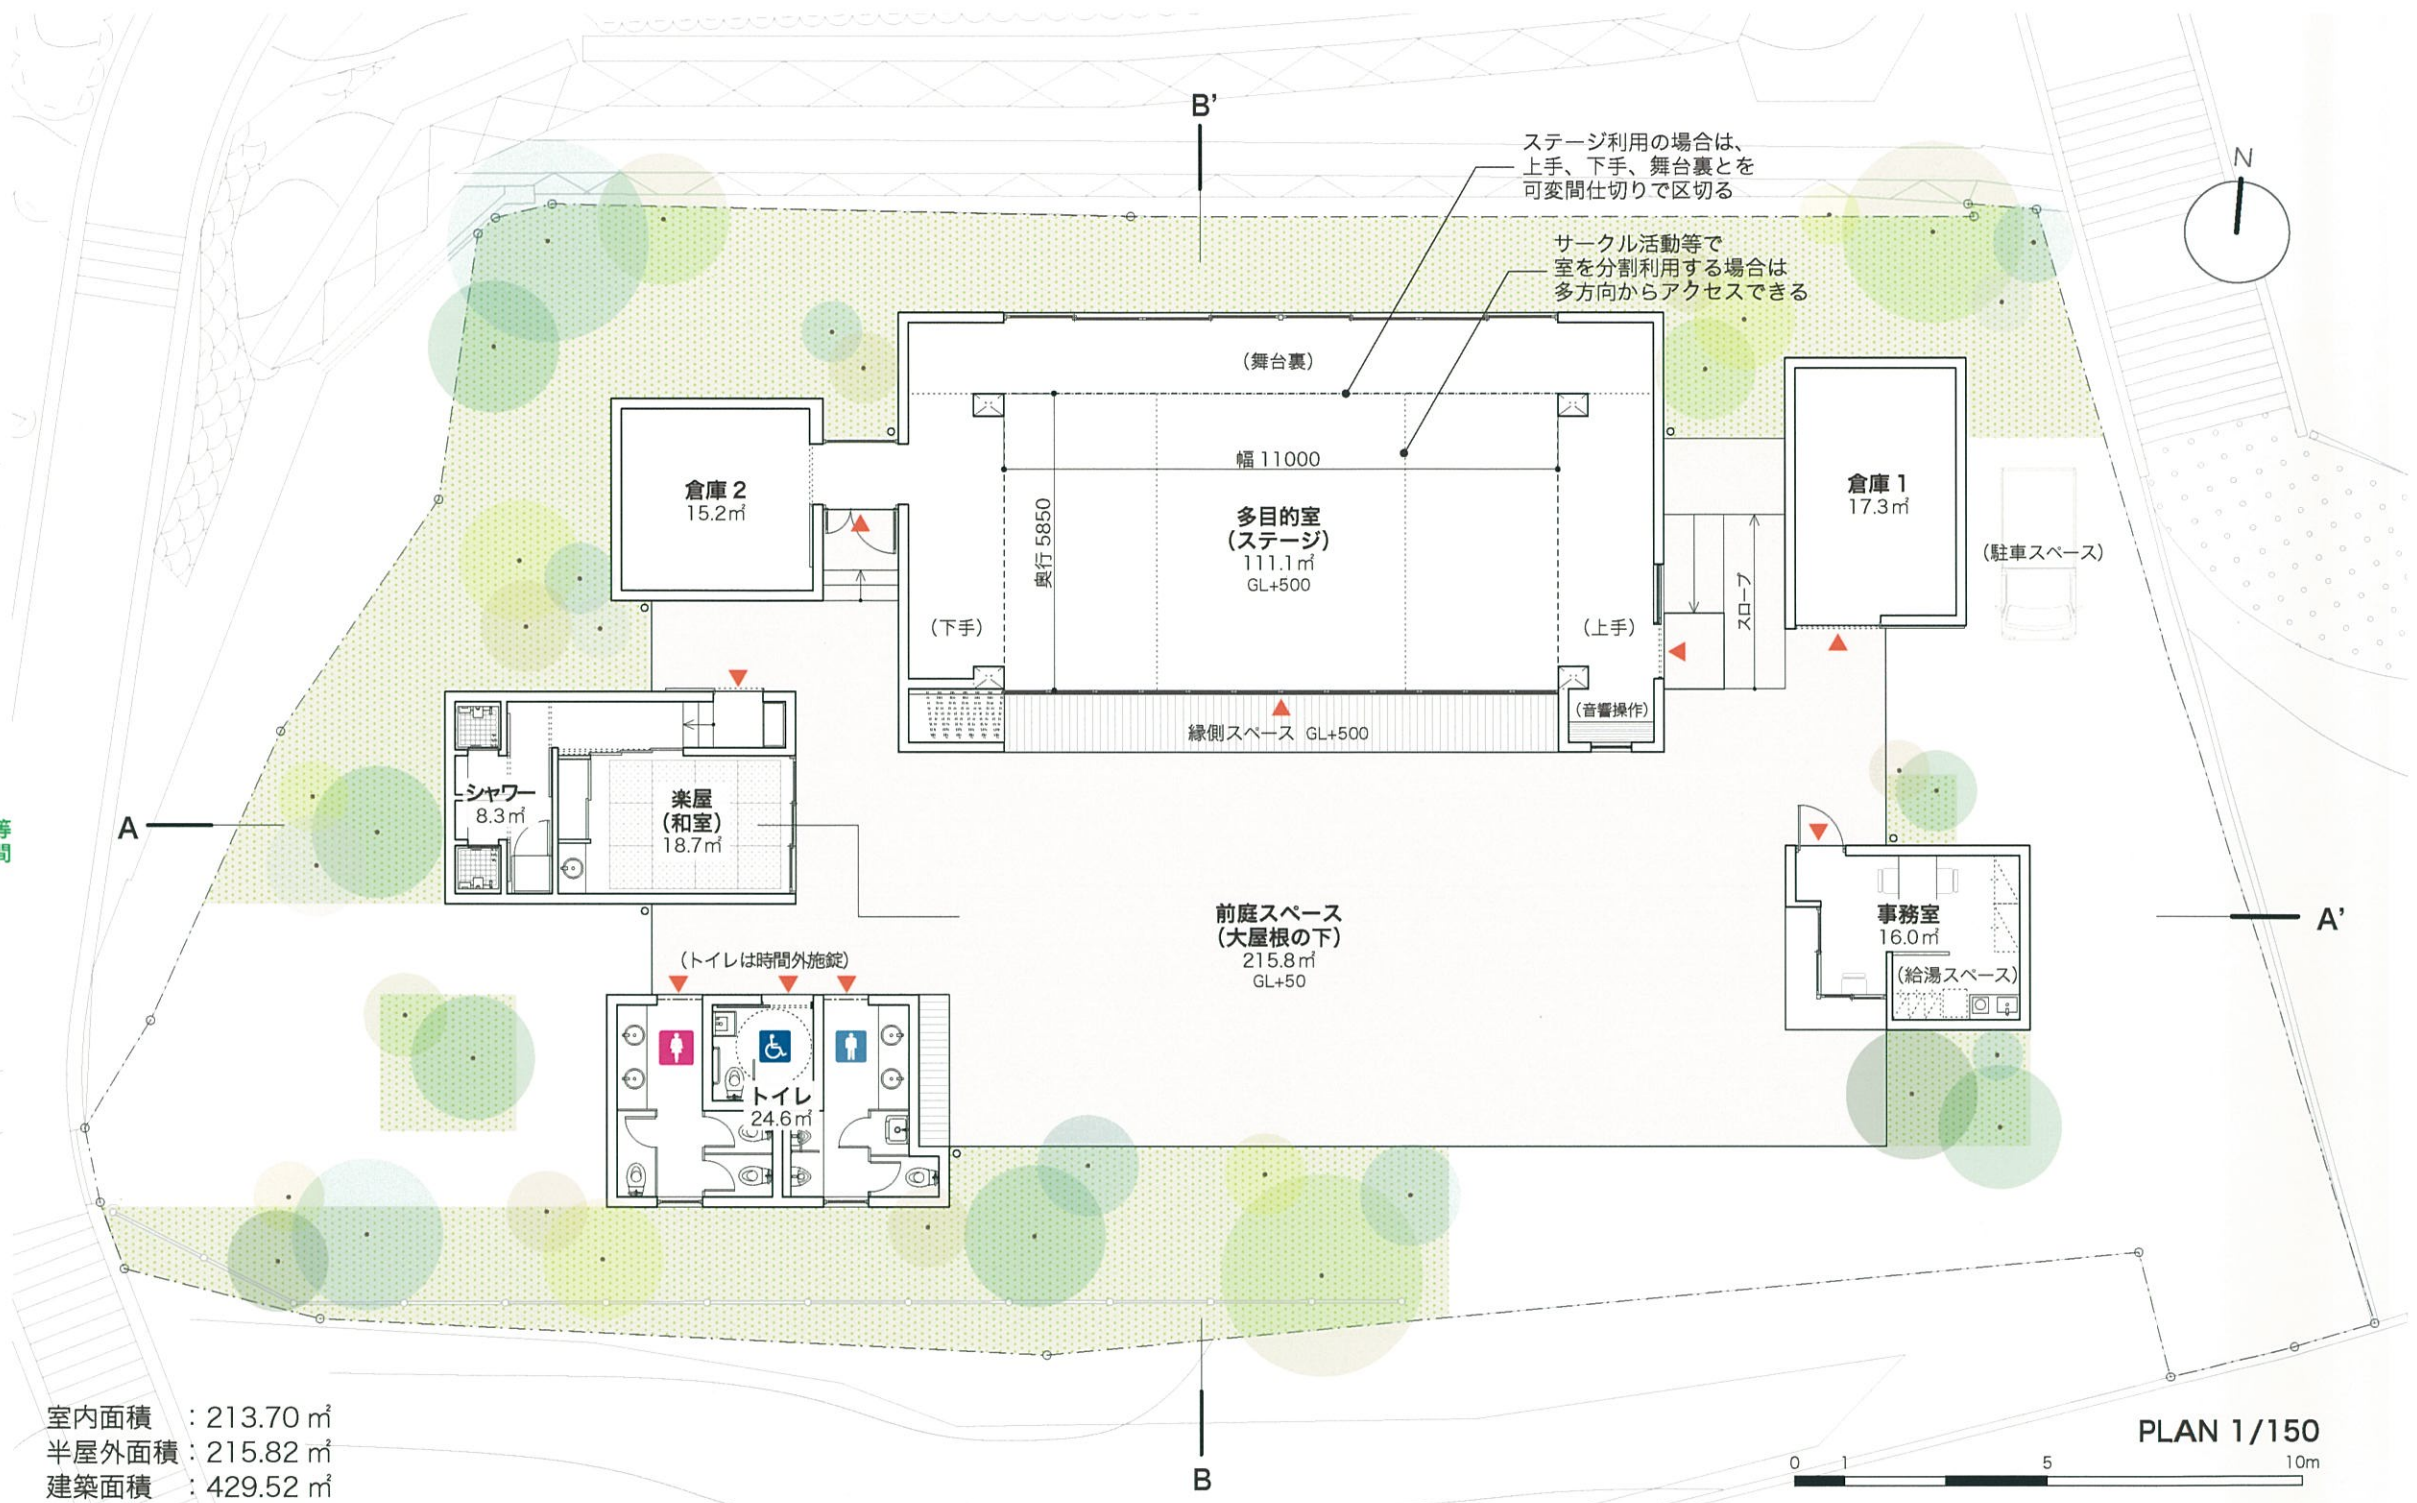 B'
ステージ利用の場合は、
上手、下手、舞台裏とを
可変間仕切りで区切る
N
サークル活動等で
室を分割利用する場合は
多方向からアクセスできる
(舞台裏)
幅 11000
倉庫 2
15.2㎡
奥行 5850
多目的室
(ステージ)
111.1㎡
GL+500
倉庫 1
17.3㎡
(駐車スペース)
スロープ
(下手)
(上手)
(音響操作)
縁側スペース GL+500
シャワー
8.3㎡
楽屋
(和室)
18.7㎡
等
間
A
前庭スペース
(大屋根の下)
215.8㎡
GL+50
事務室
16.0㎡
(給湯スペース)
A'
(トイレは時間外施錠)
トイレ
24.6㎡
室内面積 : 213.70 ㎡
半屋外面積 : 215.82 ㎡
建築面積 : 429.52 ㎡
B
PLAN 1/150
0 1 5 10m